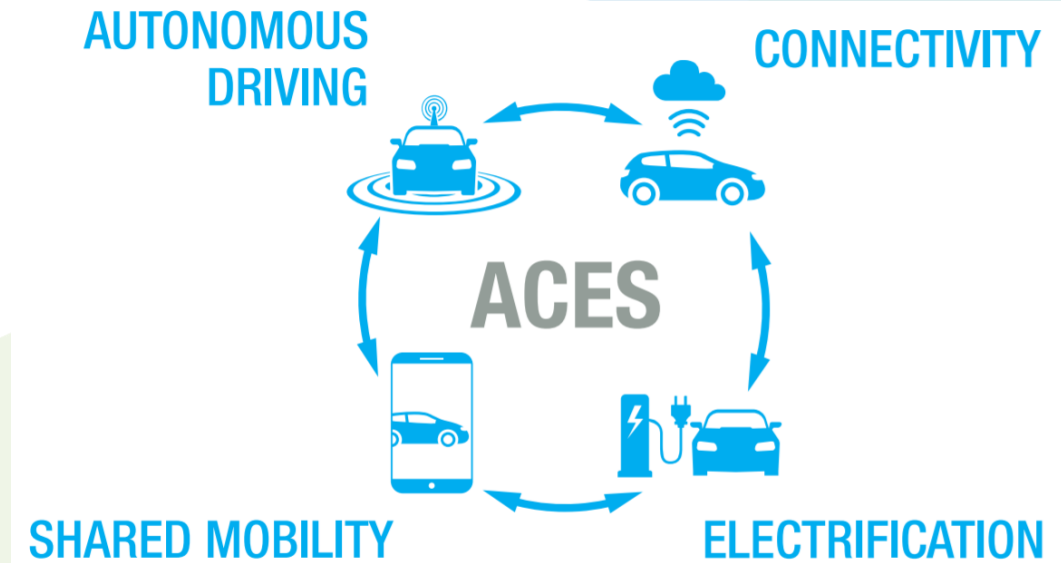 AUTONOMOUS
DRIVING
CONNECTIVITY
ACES
SHARED MOBILITY
ELECTRIFICATION